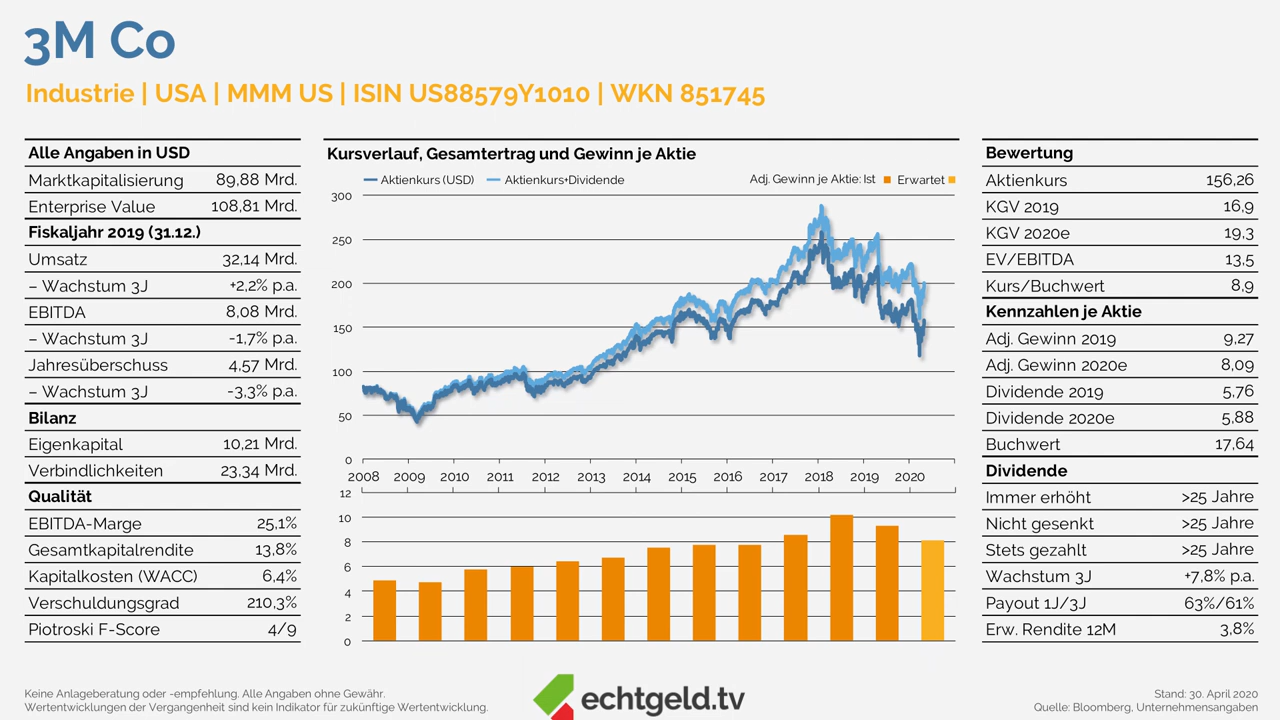 3M Co
Industrie | USA | MMM US | ISIN US88579Y1010 | WKN 851745
Alle Angaben in USD
Marktkapitalisierung 89,88 Mrd.
Enterprise Value 108,81 Mrd.
Fiskaljahr 2019 (31.12.)
Umsatz 32,14 Mrd.
– Wachstum 3J +2,2% p.a.
EBITDA 8,08 Mrd.
– Wachstum 3J -1,7% p.a.
Jahresüberschuss 4,57 Mrd.
– Wachstum 3J -3,3% p.a.
Bilanz
Eigenkapital 10,21 Mrd.
Verbindlichkeiten 23,34 Mrd.
Qualität
EBITDA-Marge 25,1%
Gesamtkapitalrendite 13,8%
Kapitalkosten (WACC) 6,4%
Verschuldungsgrad 210,3%
Piotroski F-Score 4/9
Kursverlauf, Gesamtertrag und Gewinn je Aktie
Aktienkurs (USD) Aktienkurs+Dividende Adj. Gewinn je Aktie: Ist Erwartet
300
250
200
150
100
50
0
2008 2009 2010 2011 2012 2013 2014 2015 2016 2017 2018 2019 2020
12
10
8
6
4
2
0
Bewertung
Aktienkurs 156,26
KGV 2019 16,9
KGV 2020e 19,3
EV/EBITDA 13,5
Kurs/Buchwert 8,9
Kennzahlen je Aktie
Adj. Gewinn 2019 9,27
Adj. Gewinn 2020e 8,09
Dividende 2019 5,76
Dividende 2020e 5,88
Buchwert 17,64
Dividende
Immer erhöht >25 Jahre
Nicht gesenkt >25 Jahre
Stets gezahlt >25 Jahre
Wachstum 3J +7,8% p.a.
Payout 1J/3J 63%/61%
Erw. Rendite 12M 3,8%
Keine Anlageberatung oder -empfehlung. Alle Angaben ohne Gewähr.
Wertentwicklungen der Vergangenheit sind kein Indikator für zukünftige Wertentwicklung.
echtgeld.tv
Stand: 30. April 2020
Quelle: Bloomberg, Unternehmensangaben